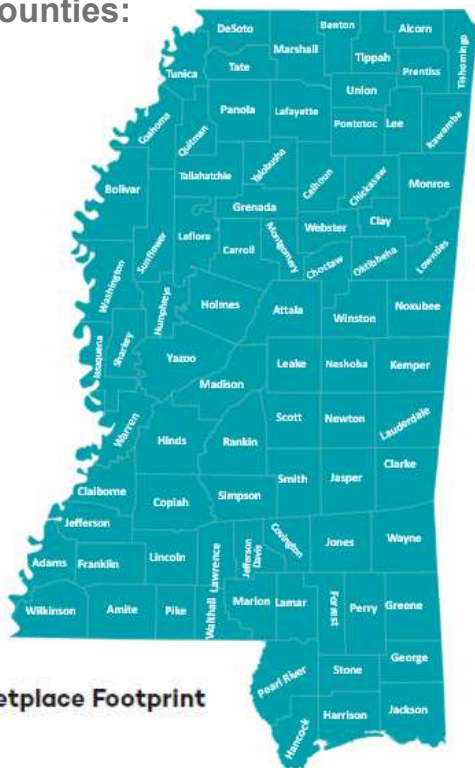 ounties:
DeSoto
Benton
Alcorn
Marshall
Tippah
Tishomingo
Tunica
Tate
Prentiss
Union
Panola
Lafayette
Pontotoc
Lee
Itawamba
Coahoma
Quitman
Tallahatchie
Yalobusha
Calhoun
Chickasaw
Monroe
Bolivar
Grenada
Sunflower
Leflore
Carroll
Montgomery
Webster
Clay
Choctaw
Oktibbeha
Lowndes
Washington
Humphreys
Holmes
Attala
Winston
Noxubee
Issaquena
Sharkey
Yazoo
Madison
Leake
Neshoba
Kemper
Warren
Hinds
Rankin
Scott
Newton
Lauderdale
Claiborne
Copiah
Simpson
Smith
Jasper
Clarke
Jefferson
Adams
Franklin
Lincoln
Lawrence
Jefferson
Davis
Covington
Jones
Wayne
Wilkinson
Amite
Pike
Walthall
Marion
Lamar
Forrest
Perry
Greene
Pearl River
Stone
George
Hancock
Harrison
Jackson
etplace Footprint